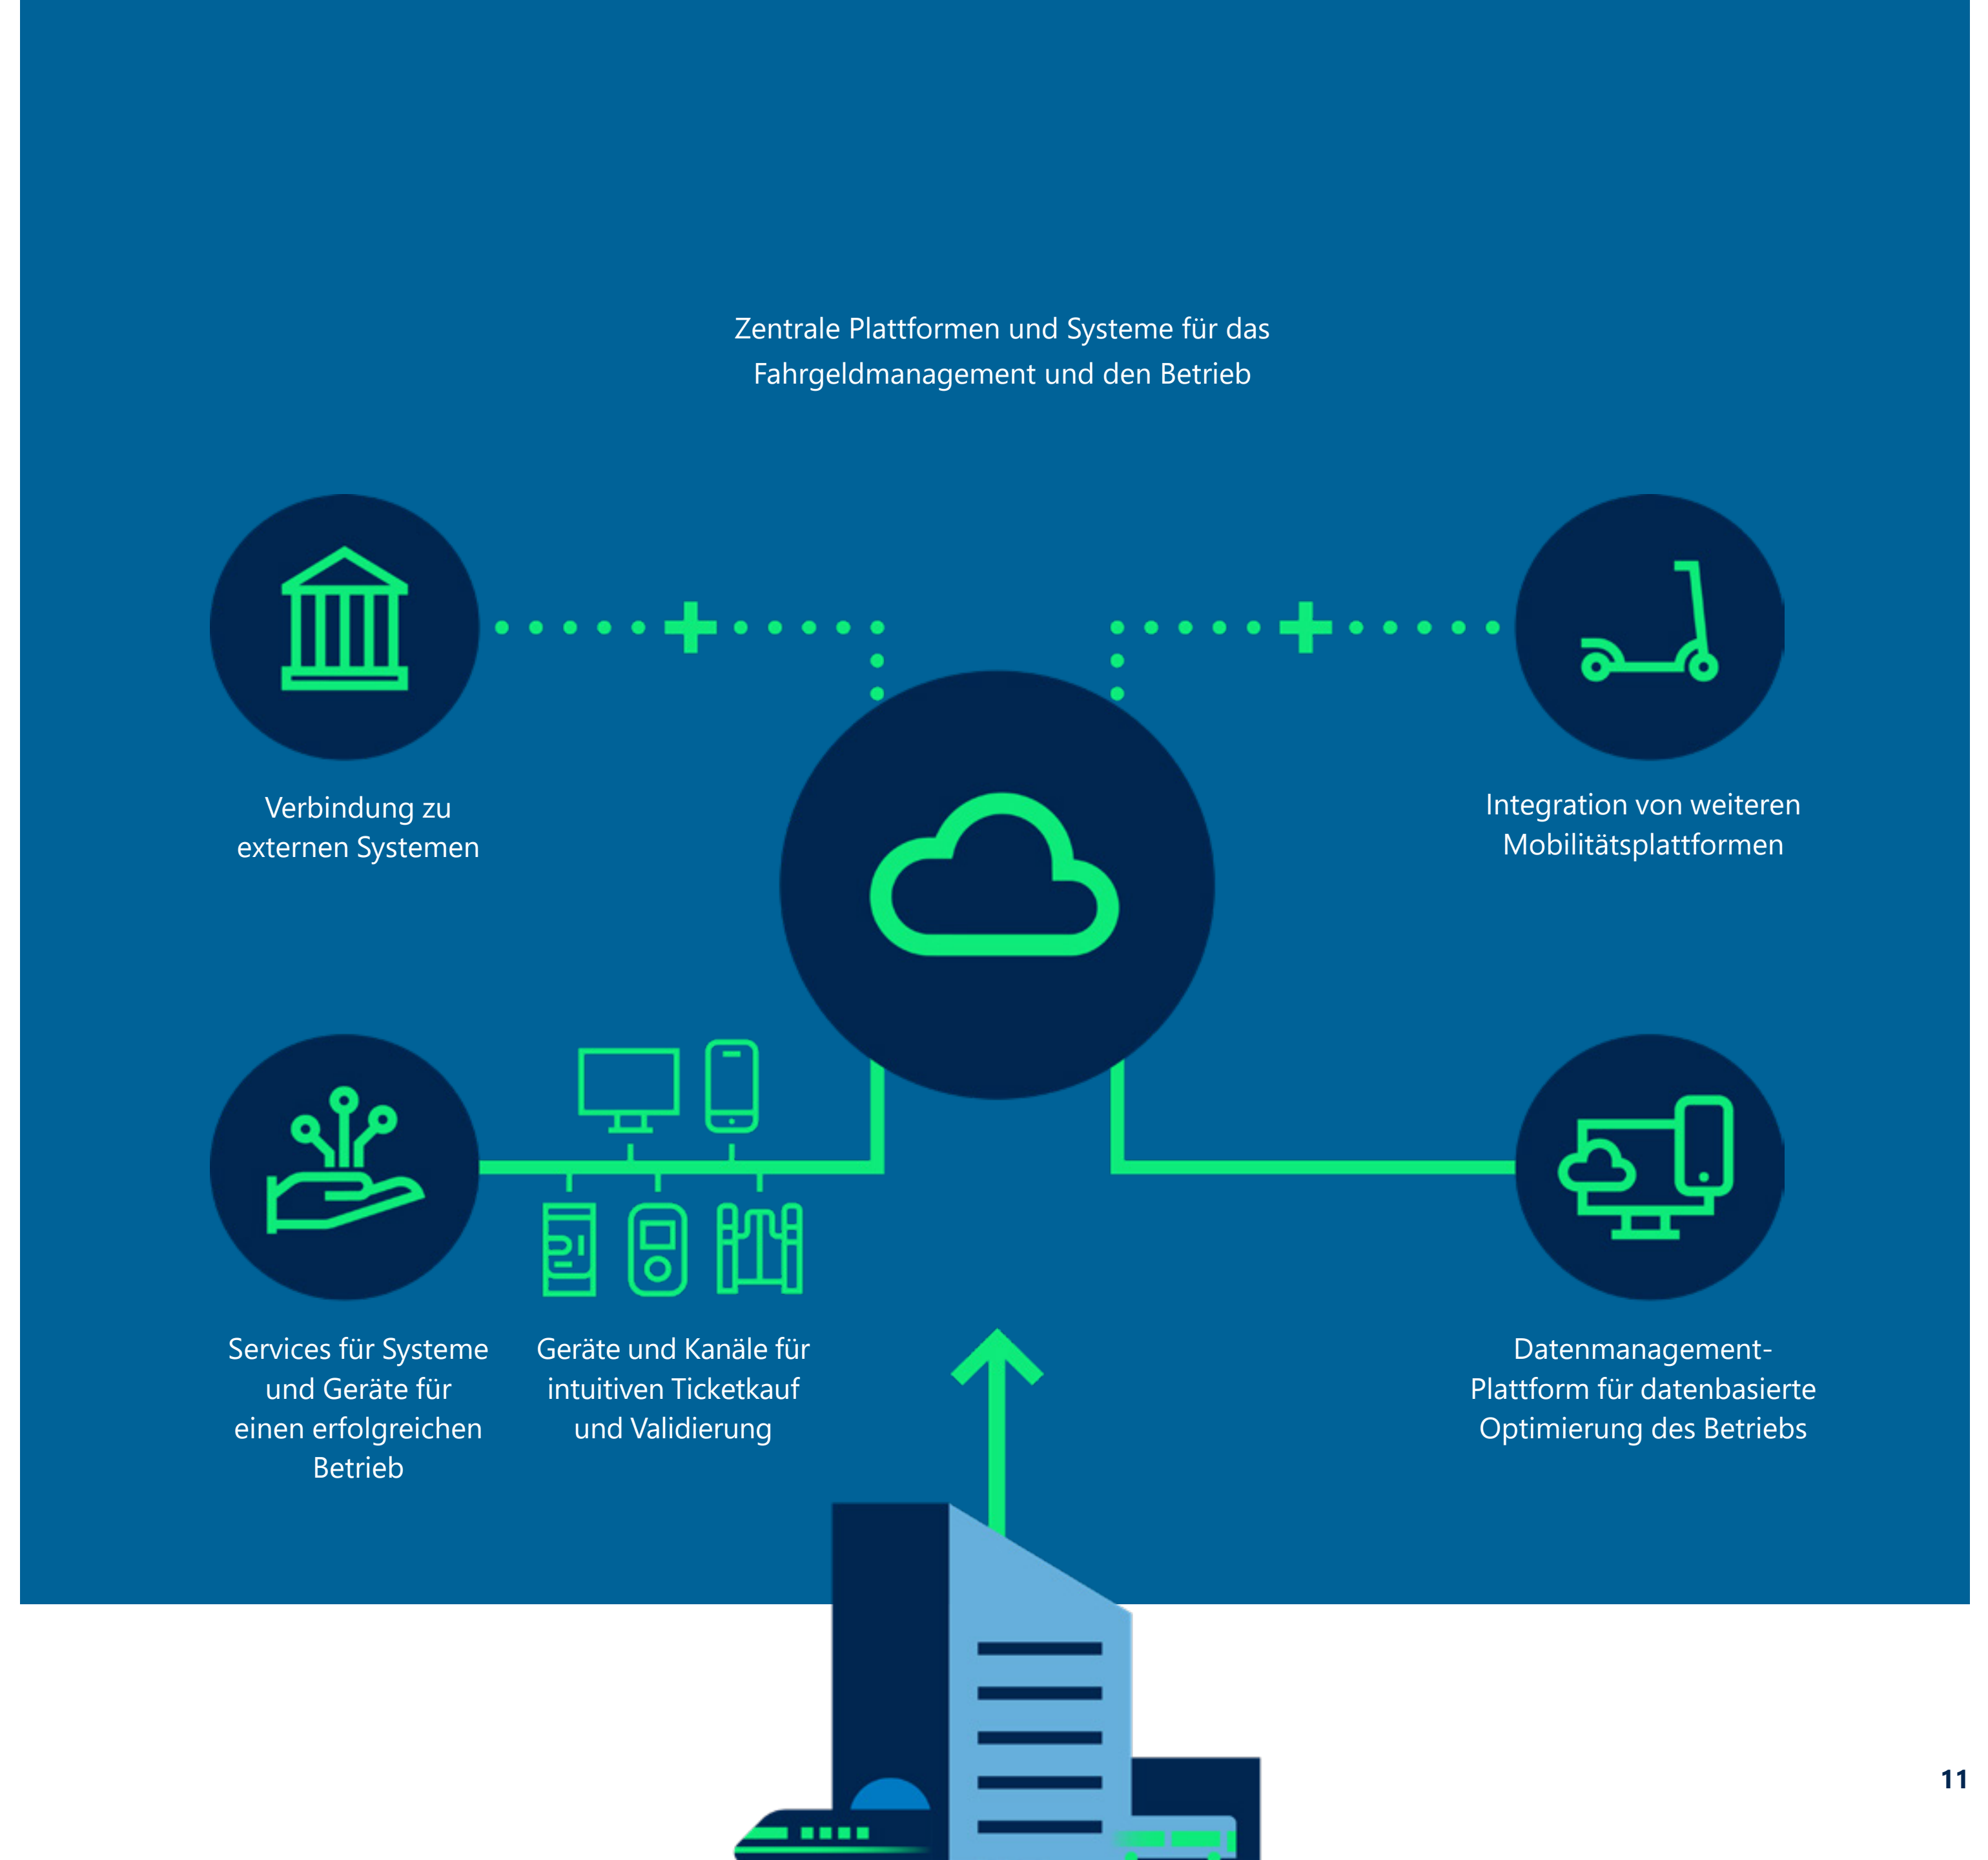 Zentrale Plattformen und Systeme für das
Fahrgeldmanagement und den Betrieb
Verbindung zu
externen Systemen
Integration von weiteren
Mobilitätsplattformen
Services für Systeme
und Geräte für
einen erfolgreichen
Betrieb
Geräte und Kanäle für
intuitiven Ticketkauf
und Validierung
Datenmanagement-
Plattform für datenbasierte
Optimierung des Betriebs
11